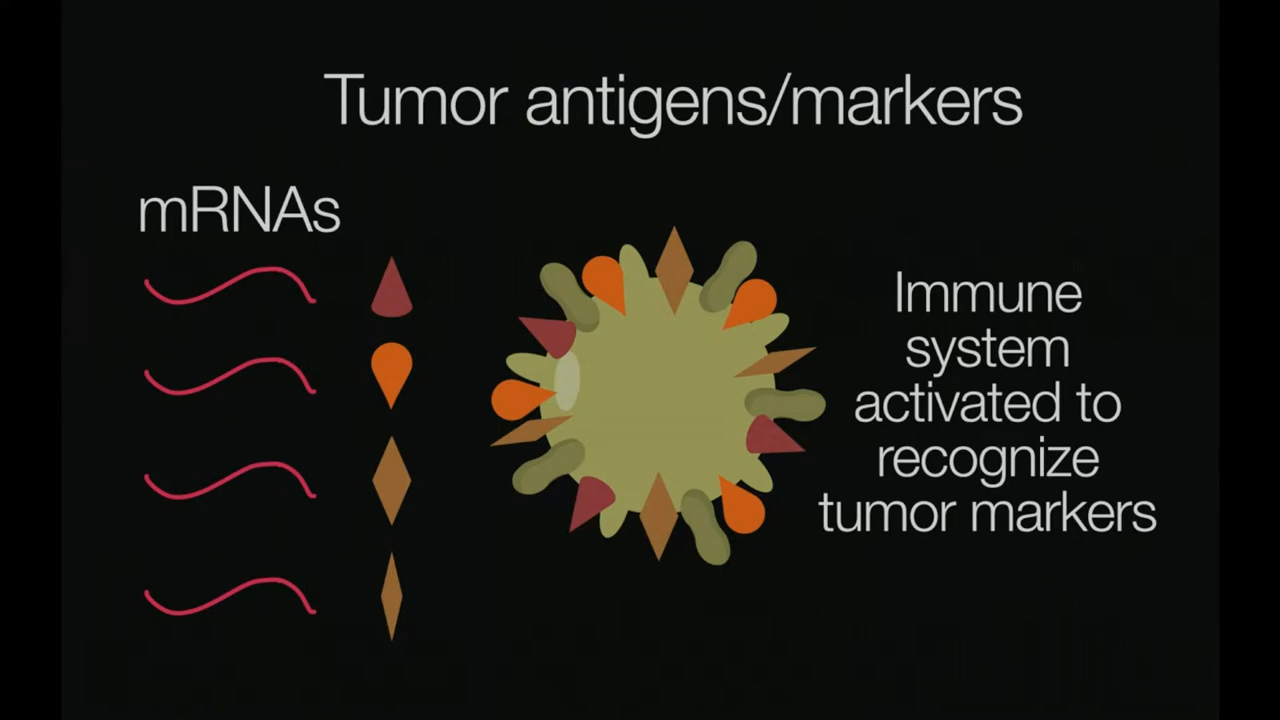 Tumor antigens/markers
mRNAs
Immune
system
activated to
recognize
tumor markers